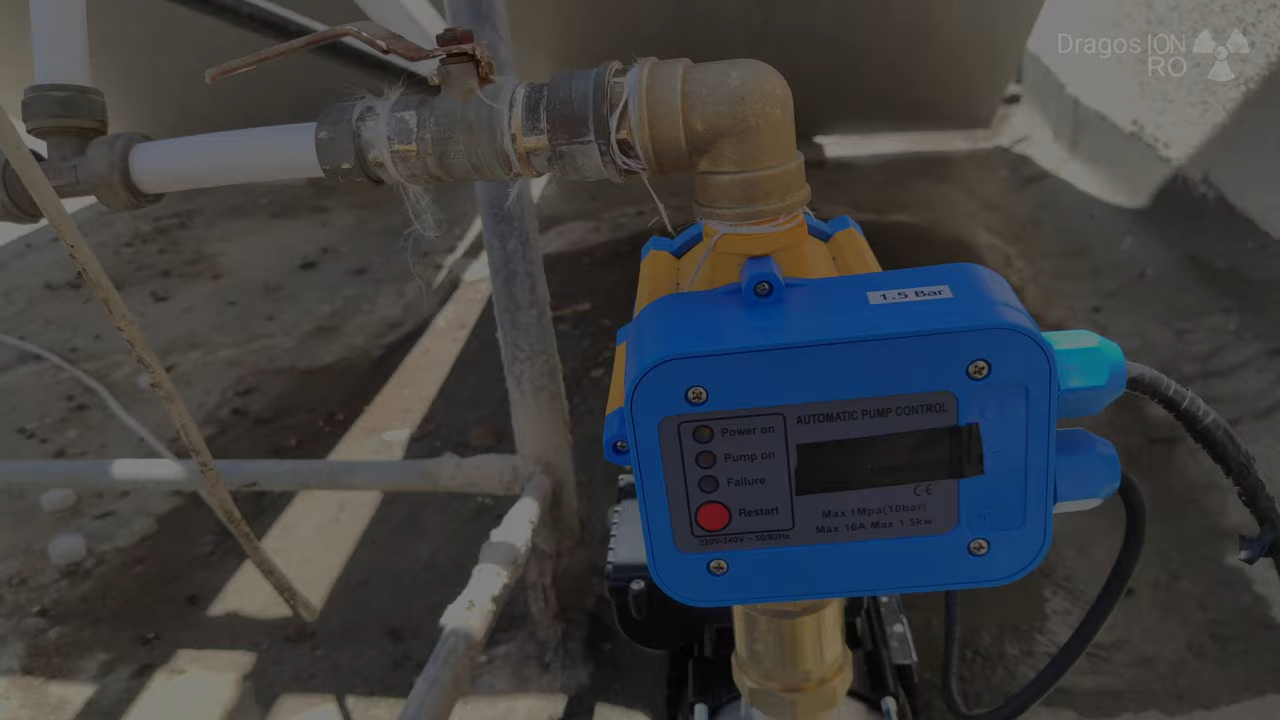 Dragos ION
RO
1.5 Bar
AUTOMATIC PUMP CONTROL
Power on
Pump on
Failure
Restart
CE
Max 1Mpa(10bar)
Max 16A Max 1.5kw
220V-240V ~ 50/60Hz